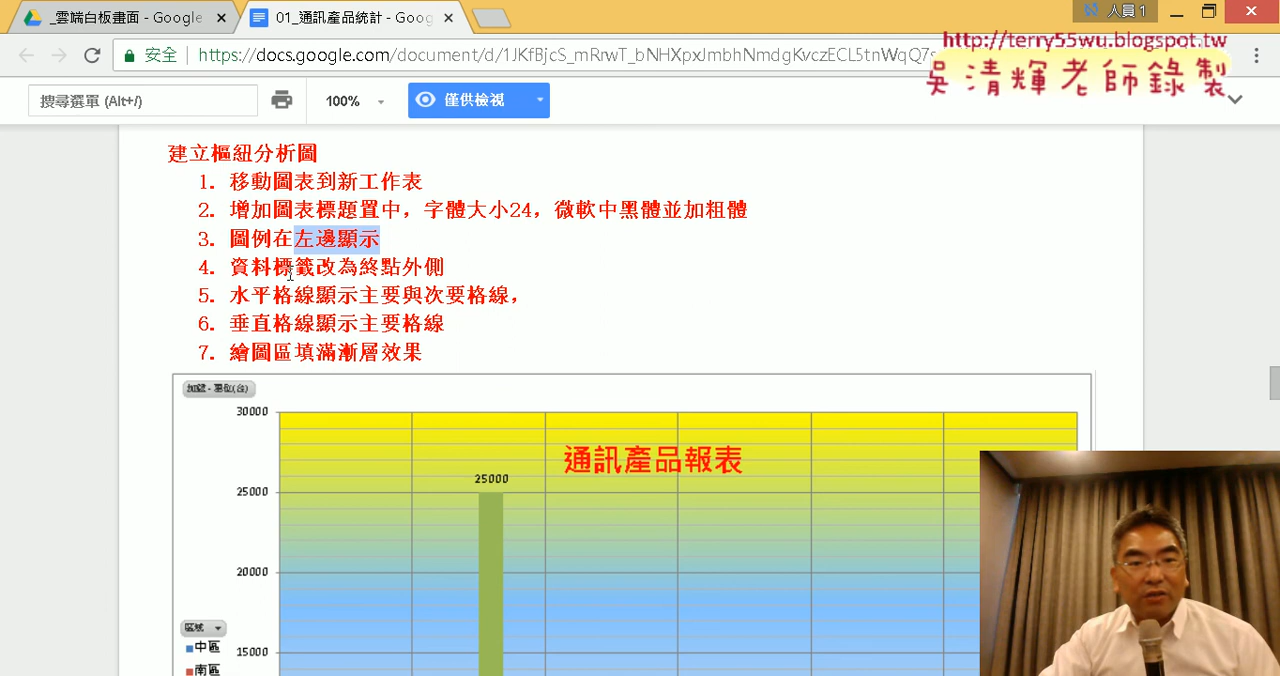 _雲端白板畫面 - Google
01_通訊產品統計 - Goog
人員 1
安全
https://docs.google.com/document/d/1JKfBjcS_mRrwT_bNHXpxJmbhNmdgKvczECL5tnWqQ7s
http://terry55wu.blogspot.tw
吳清輝老師錄製
搜尋選單 (Alt+/)
100%
僅供檢視
建立樞紐分析圖
1. 移動圖表到新工作表
2. 增加圖表標題置中，字體大小24，微軟中黑體並加粗體
3. 圖例在左邊顯示
4. 資料標籤改為終點外側
5. 水平格線顯示主要與次要格線，
6. 垂直格線顯示主要格線
7. 繪圖區填滿漸層效果
加總 - 單位(台)
30000
通訊產品報表
25000
25000
20000
區域
中區
15000
南區